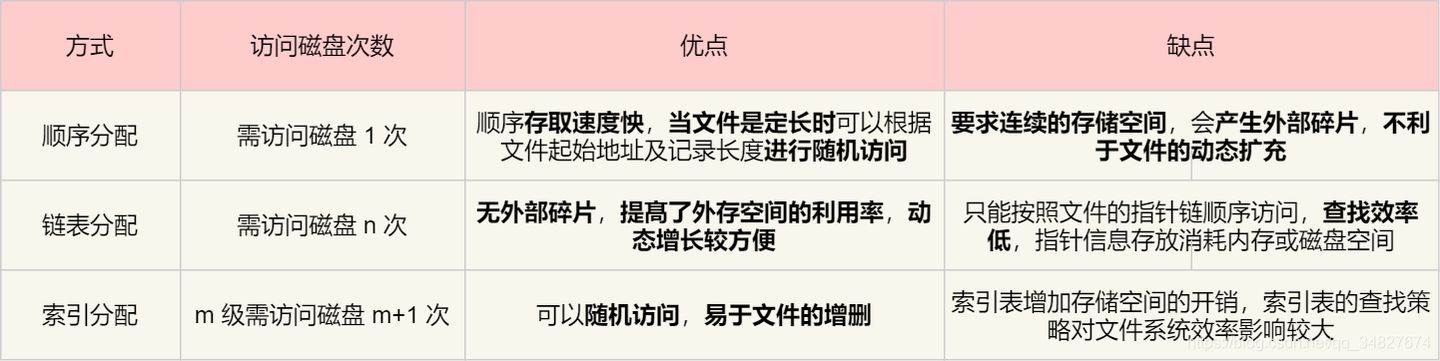 方式 访问磁盘次数 优点 缺点
顺序分配 需访问磁盘 1 次 顺序存取速度快，当文件是定长时可以根据
文件起始地址及记录长度进行随机访问 要求连续的存储空间，会产生外部碎片，不利
于文件的动态扩充
链表分配 需访问磁盘 n 次 无外部碎片，提高了外存空间的利用率，动
态增长较方便 只能按照文件的指针链顺序访问，查找效率
低，指针信息存放消耗内存或磁盘空间
索引分配 m 级需访问磁盘 m+1 次 可以随机访问，易于文件的增删 索引表增加存储空间的开销，索引表的查找策
略对文件系统效率影响较大
https://blog.csdn.net/qq_34827674